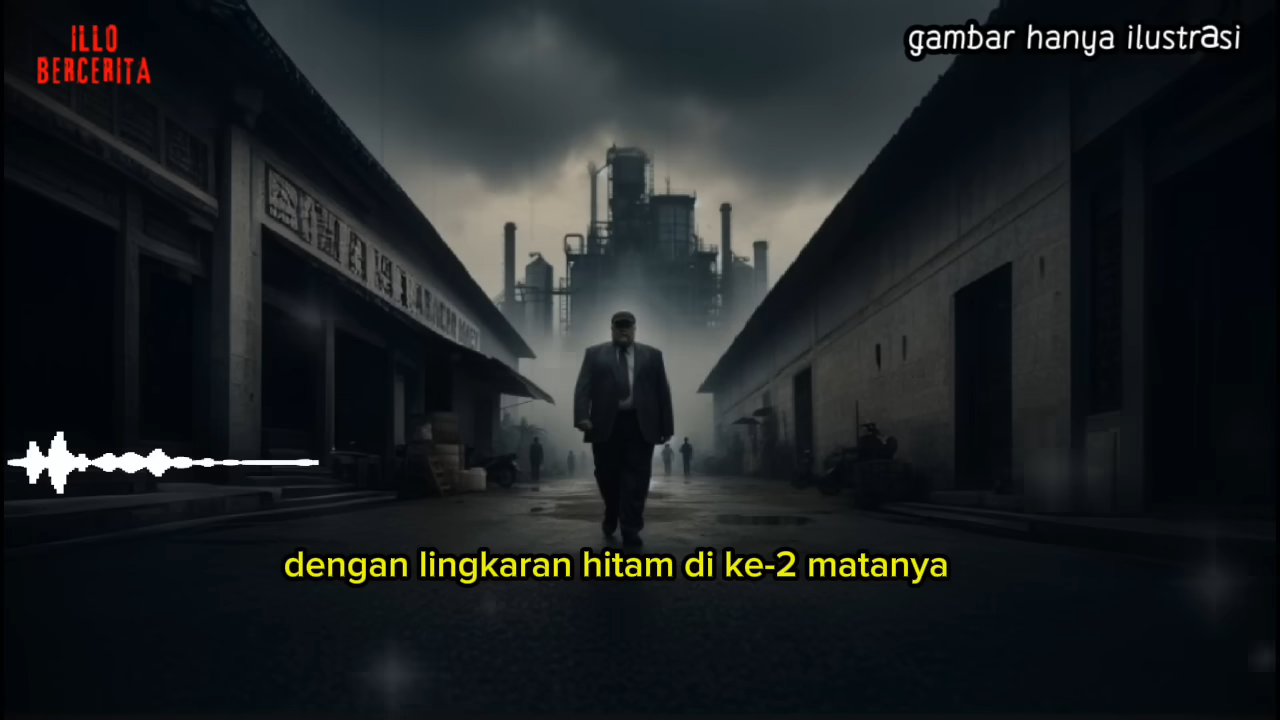 ILLO
BERCERITA
gambar hanya ilustrasi
dengan lingkaran hitam di ke-2 matanya